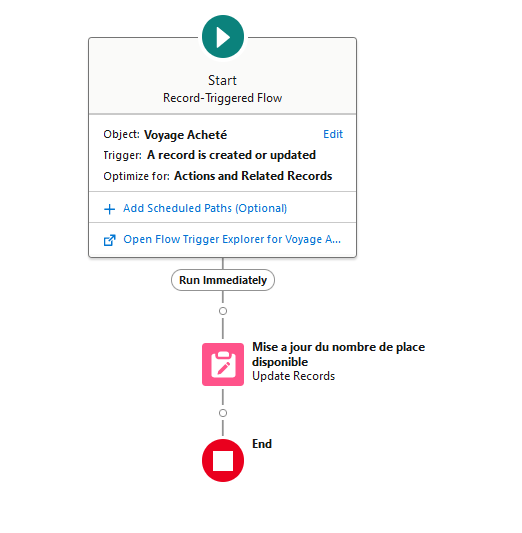 Start
Record-Triggered Flow
Object: Voyage Acheté
Edit
Trigger: A record is created or updated
Optimize for: Actions and Related Records
+ Add Scheduled Paths (Optional)
Open Flow Trigger Explorer for Voyage A...
Run Immediately
Mise a jour du nombre de place
disponible
Update Records
End